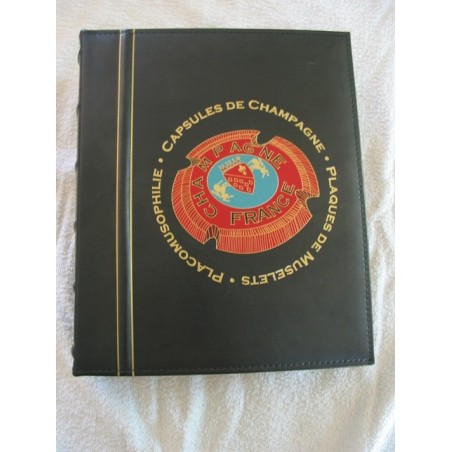 PLACOMUSOPHILIE • CAPSULES DE CHAMPAGNE • PLAQUES DE MUSELETS •
CHAMPAGNE
FRANCE